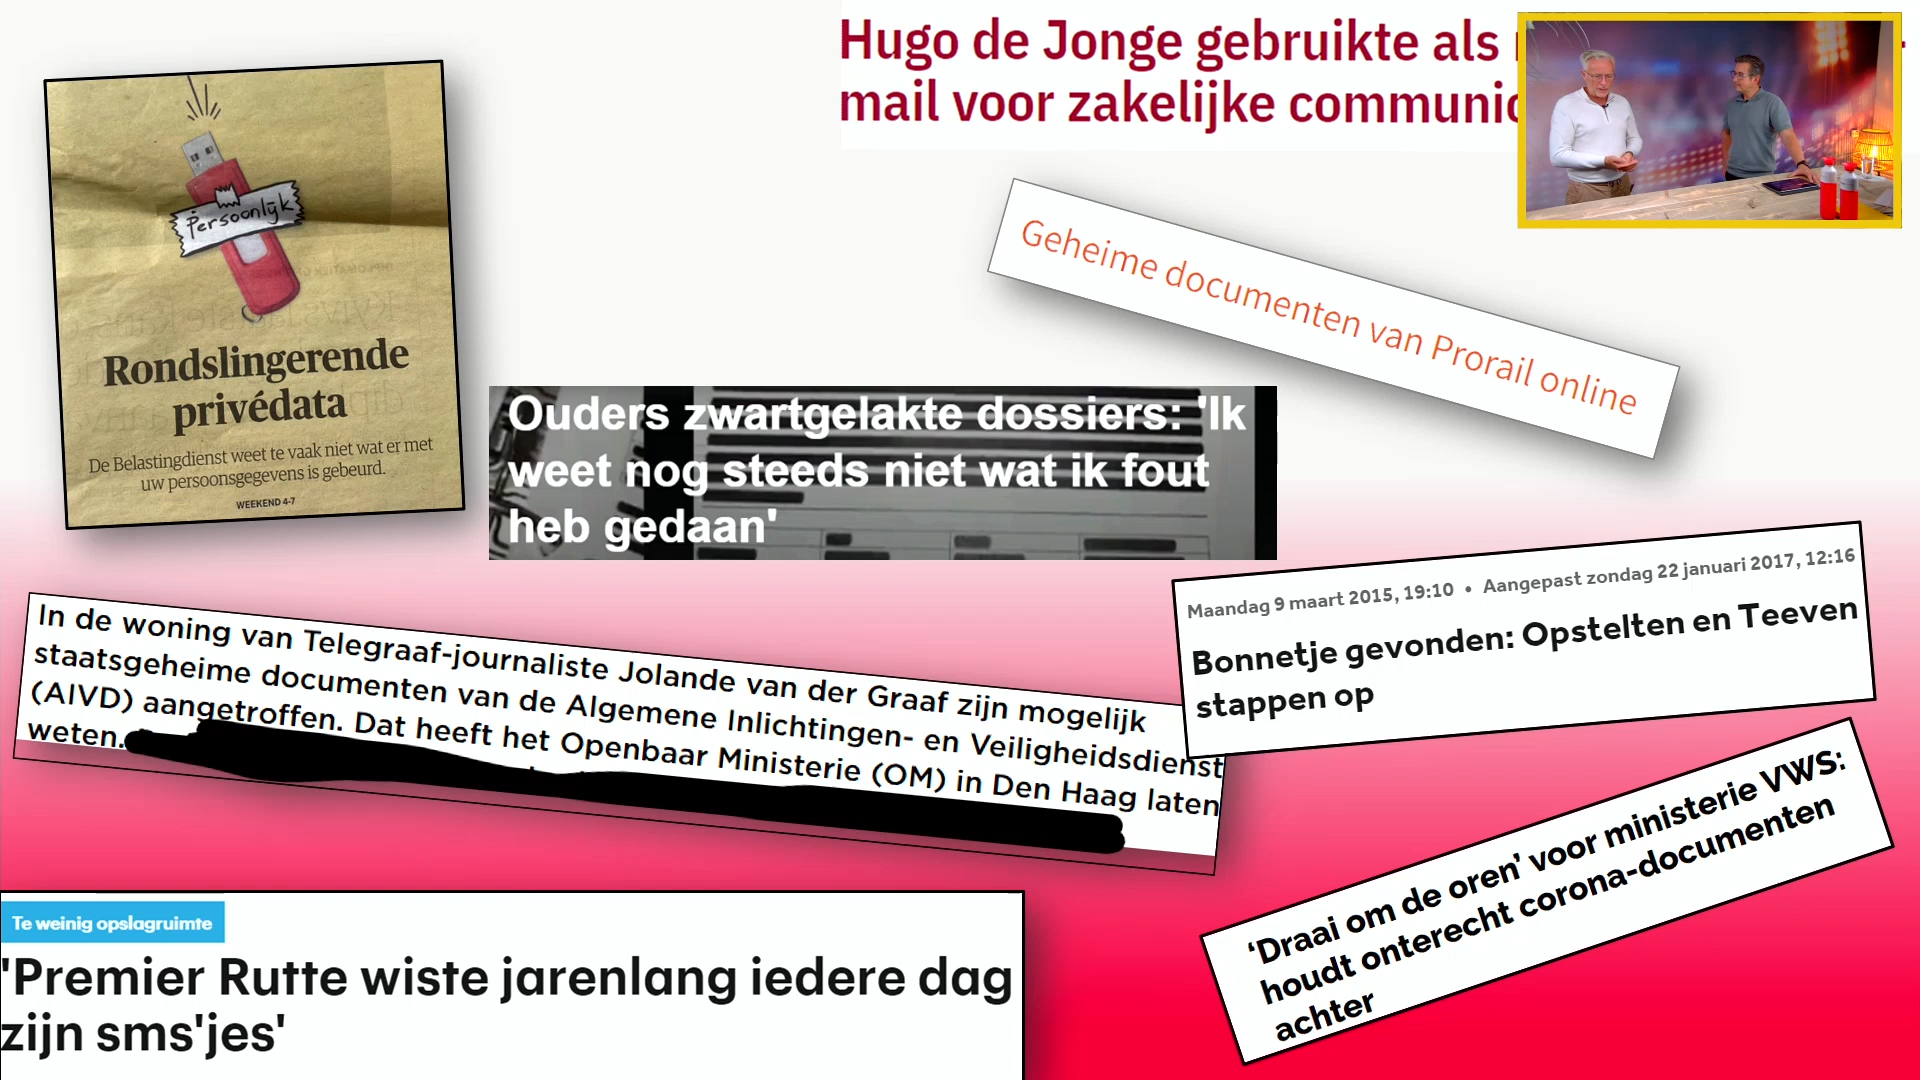 Hugo de Jonge gebruikte als
mail voor zakelijke
Persoonlijk
Rondslingerende
privédata
De Belastingdienst weet te vaak niet wat er met
uw persoonsgegevens is gebeurd.
WEEKEND 4-7
Geheime documenten van Prorail online
Ouders zwartgelakte dossiers: 'Ik
weet nog steeds niet wat ik fout
heb gedaan'
Maandag 9 maart 2015, 19:10 • Aangepast zondag 22 januari 2017, 12:16
Bonnetje gevonden: Opstelten en Teeven
stappen op
In de woning van Telegraaf-journaliste Jolande van der Graaf zijn mogelijk
staatsgeheime documenten van de Algemene Inlichtingen- en Veiligheidsdienst
(AIVD) aangetroffen. Dat heeft het Openbaar Ministerie (OM) in Den Haag laten
weten.
‘Draai om de oren’ voor ministerie VWS:
houdt onterecht corona-documenten
achter
Te weinig opslagruimte
'Premier Rutte wiste jarenlang iedere dag
zijn sms'jes'